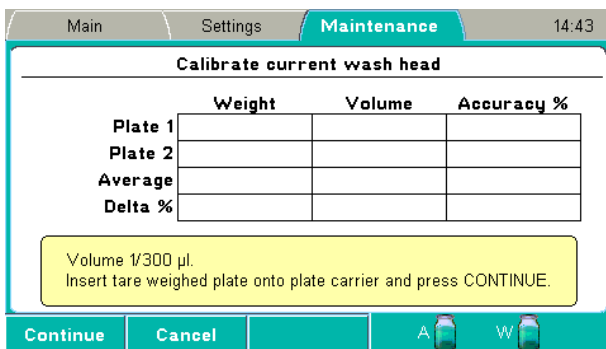 Main Settings Maintenance 14:43
Calibrate current wash head
Weight Volume Accuracy %
Plate 1
Plate 2
Average
Delta %
Volume 1/300 µl.
Insert tare weighed plate onto plate carrier and press CONTINUE.
Continue Cancel A W